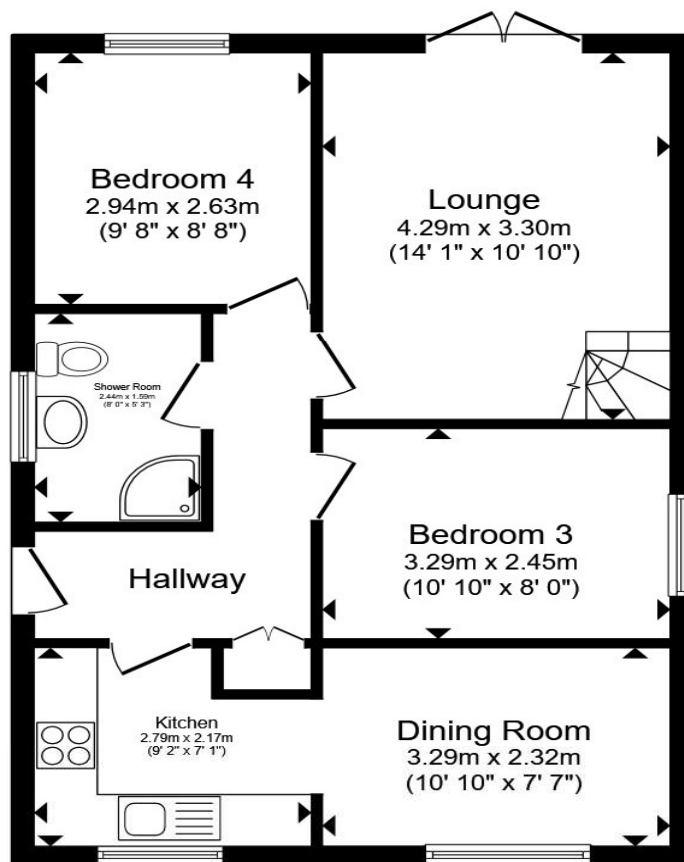 Bedroom 4
2.94m x 2.63m
(9' 8" x 8' 8")
Lounge
4.29m x 3.30m
(14' 1" x 10' 10")
Shower Room
2.44m x 1.59m
(8' 0" x 5' 3")
Bedroom 3
3.29m x 2.45m
(10' 10" x 8' 0")
Hallway
Kitchen
2.79m x 2.17m
(9' 2" x 7' 1")
Dining Room
3.29m x 2.32m
(10' 10" x 7' 7")